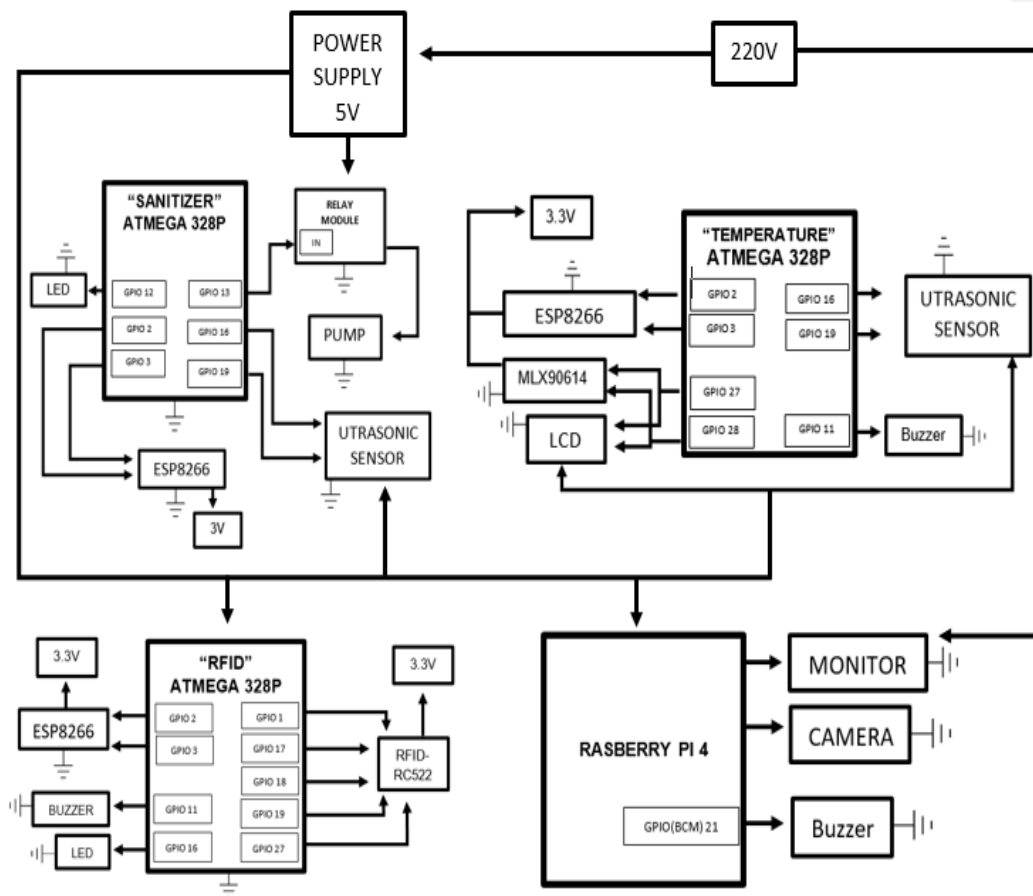 POWER
SUPPLY
5V
220V
“SANITIZER”
ATMEGA 328P
GPIO 12
GPIO 13
GPIO 2
GPIO 16
GPIO 3
GPIO 19
LED
RELAY
MODULE
IN
PUMP
UTRASONIC
SENSOR
ESP8266
3V
3.3V
“TEMPERATURE”
ATMEGA 328P
GPIO 2
GPIO 16
GPIO 3
GPIO 19
GPIO 27
GPIO 28
GPIO 11
ESP8266
MLX90614
LCD
UTRASONIC
SENSOR
Buzzer
3.3V
“RFID”
ATMEGA 328P
GPIO 2
GPIO 1
GPIO 3
GPIO 17
GPIO 18
GPIO 11
GPIO 19
GPIO 16
GPIO 27
ESP8266
BUZZER
LED
3.3V
RFID-
RC522
RASBERRY PI 4
GPIO(BCM) 21
MONITOR
CAMERA
Buzzer